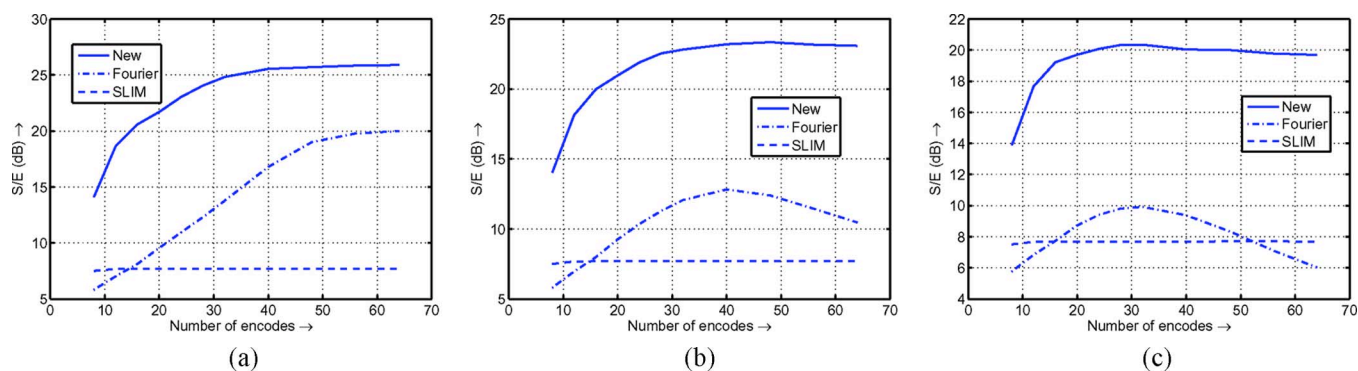 30
25
20
15
10
5
0 10 20 30 40 50 60 70
S/E (dB) →
Number of encodes →
New
Fourier
SLIM
(a)
25
20
15
10
5
0 10 20 30 40 50 60 70
S/E (dB) →
Number of encodes →
New
Fourier
SLIM
(b)
22
20
18
16
14
12
10
8
6
4
0 10 20 30 40 50 60 70
S/E (dB) →
Number of encodes →
New
Fourier
SLIM
(c)